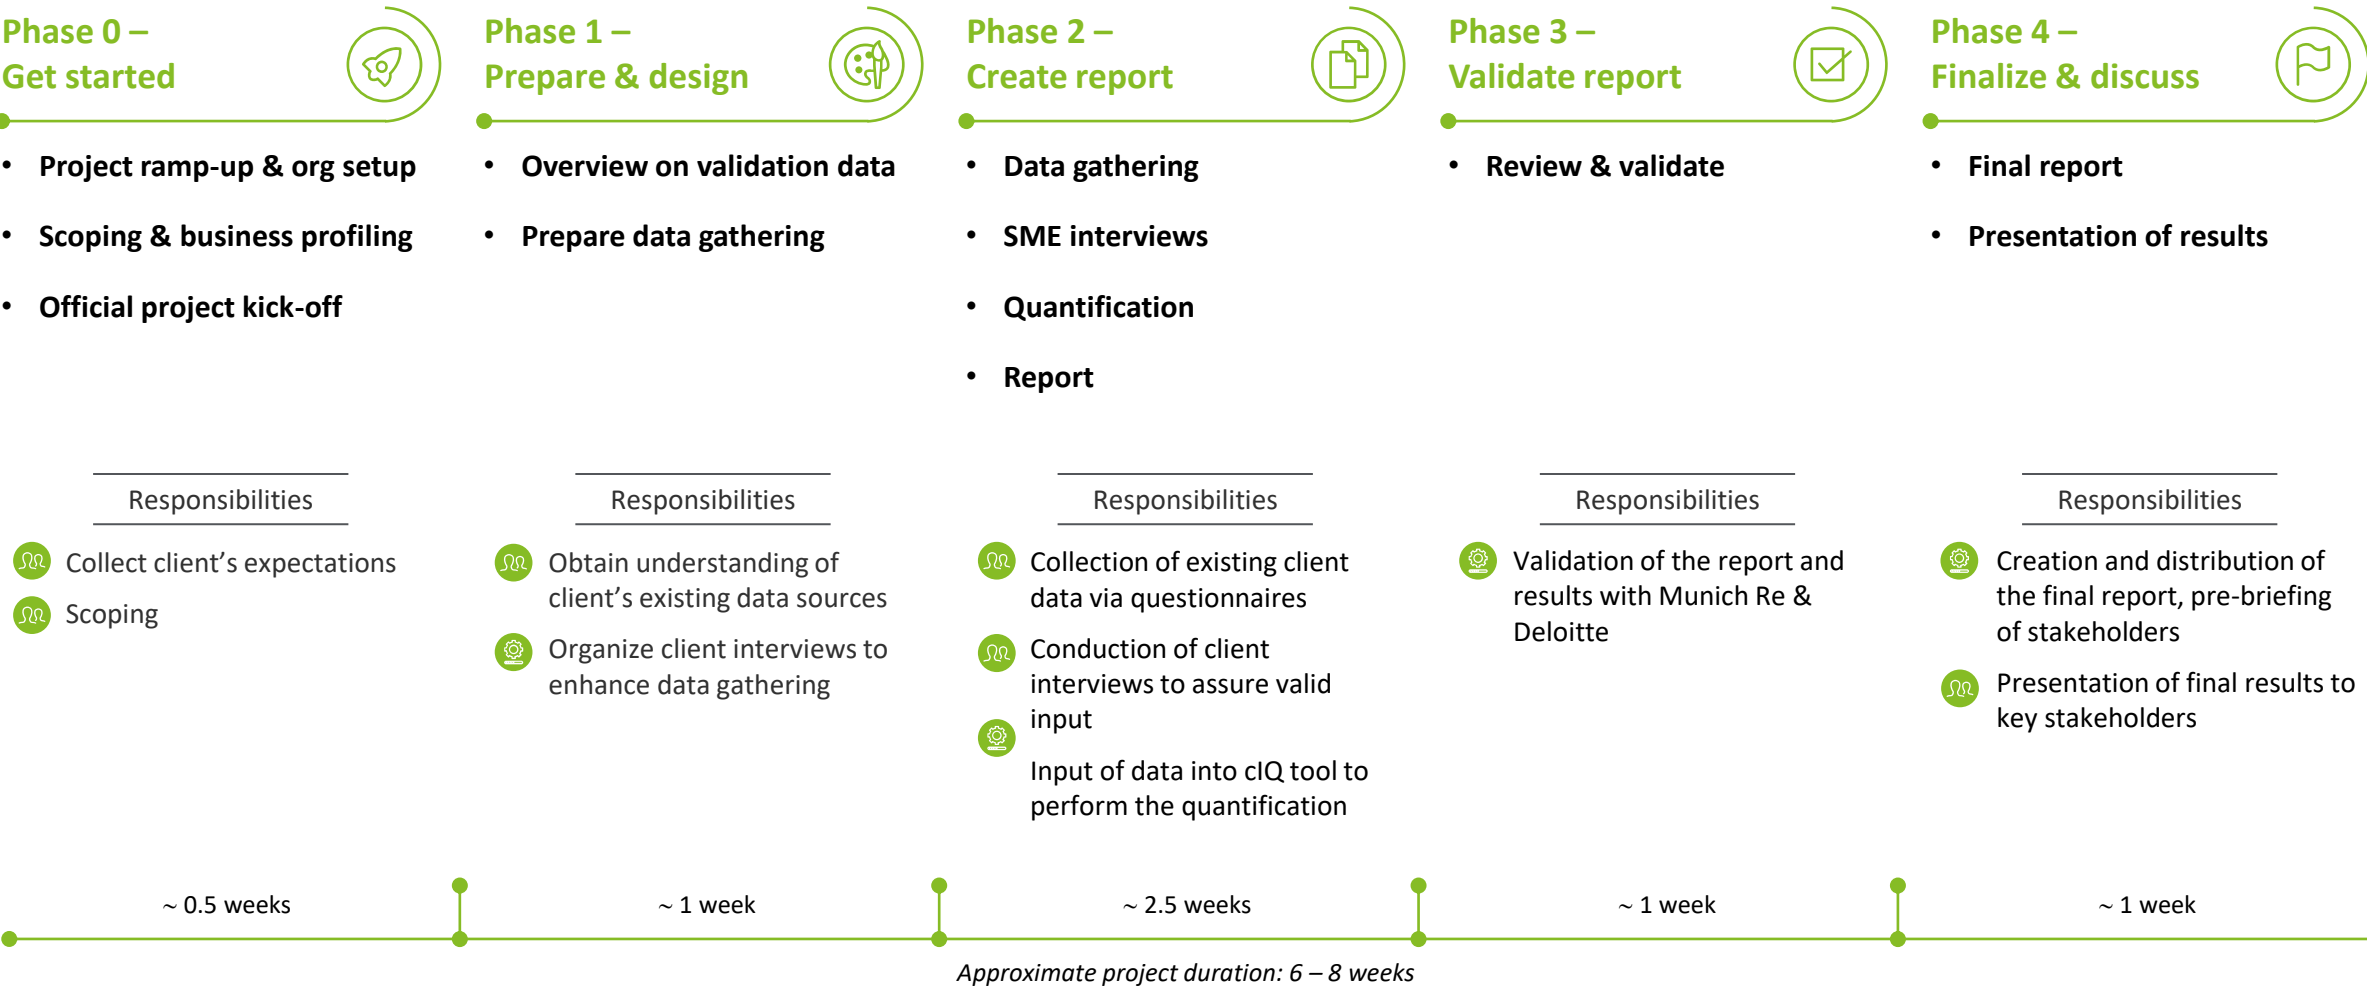 Phase 0 –
Get started
• Project ramp-up & org setup
• Scoping & business profiling
• Official project kick-off
Responsibilities
Collect client’s expectations
Scoping
~ 0.5 weeks
Phase 1 –
Prepare & design
• Overview on validation data
• Prepare data gathering
Responsibilities
Obtain understanding of
client’s existing data sources
Organize client interviews to
enhance data gathering
~ 1 week
Phase 2 –
Create report
• Data gathering
• SME interviews
• Quantification
• Report
Responsibilities
Collection of existing client
data via questionnaires
Conduction of client
interviews to assure valid
input
Input of data into cIQ tool to
perform the quantification
~ 2.5 weeks
Phase 3 –
Validate report
• Review & validate
Responsibilities
Validation of the report and
results with Munich Re &
Deloitte
~ 1 week
Phase 4 –
Finalize & discuss
• Final report
• Presentation of results
Responsibilities
Creation and distribution of
the final report, pre-briefing
of stakeholders
Presentation of final results to
key stakeholders
~ 1 week
Approximate project duration: 6 – 8 weeks